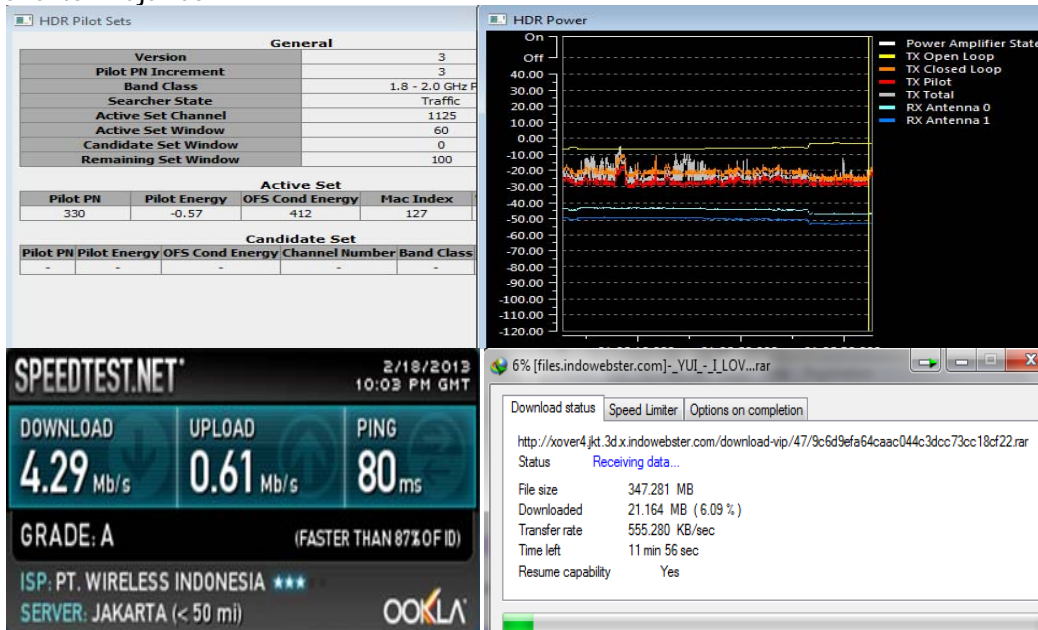 HDR Pilot Sets
General
Version 3
Pilot PN Increment 3
Band Class 1.8 - 2.0 GHz
Searcher State Traffic
Active Set Channel 1125
Active Set Window 60
Candidate Set Window 0
Remaining Set Window 100
Active Set
Pilot PN Pilot Energy OFS Cond Energy Mac Index
330 -0.57 412 127
Candidate Set
Pilot PN Pilot Energy OFS Cond Energy Channel Number Band Class
- - - - -
HDR Power
On
Off
40.00
30.00
20.00
10.00
0.00
-10.00
-20.00
-30.00
-40.00
-50.00
-60.00
-70.00
-80.00
-90.00
-100.00
-110.00
-120.00
Power Amplifier State
TX Open Loop
TX Closed Loop
TX Pilot
TX Total
RX Antenna 0
RX Antenna 1
SPEEDTEST.NET
2/18/2013
10:03 PM GMT
DOWNLOAD UPLOAD PING
4.29 Mb/s 0.61 Mb/s 80 ms
GRADE: A (FASTER THAN 87% OF ID)
ISP: PT. WIRELESS INDONESIA ★★★
SERVER: JAKARTA (< 50 mi)
OOKLA
6% [files.indowebster.com]-_YUI_-_I_LOV...rar
X
Download status Speed Limiter Options on completion
http://xover4.jkt.3d.x.indowebster.com/download-vip/47/9c6d9efa64caac044c3dcc73cc18cf22.rar
Status Receiving data...
File size 347.281 MB
Downloaded 21.164 MB ( 6.09 % )
Transfer rate 555.280 KB/sec
Time left 11 min 56 sec
Resume capability Yes